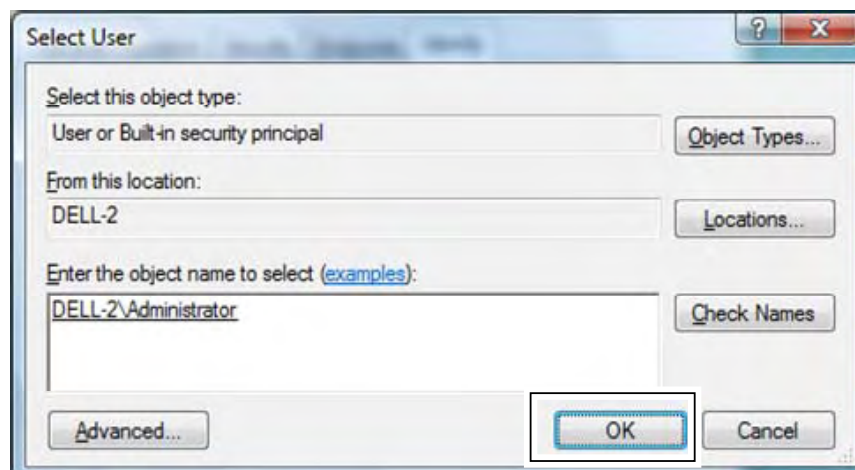 Select User
Select this object type:
User or Built-in security principal
Object Types...
From this location:
DELL-2
Locations...
Enter the object name to select (examples):
DELL-2\Administrator
Check Names
Advanced...
OK
Cancel